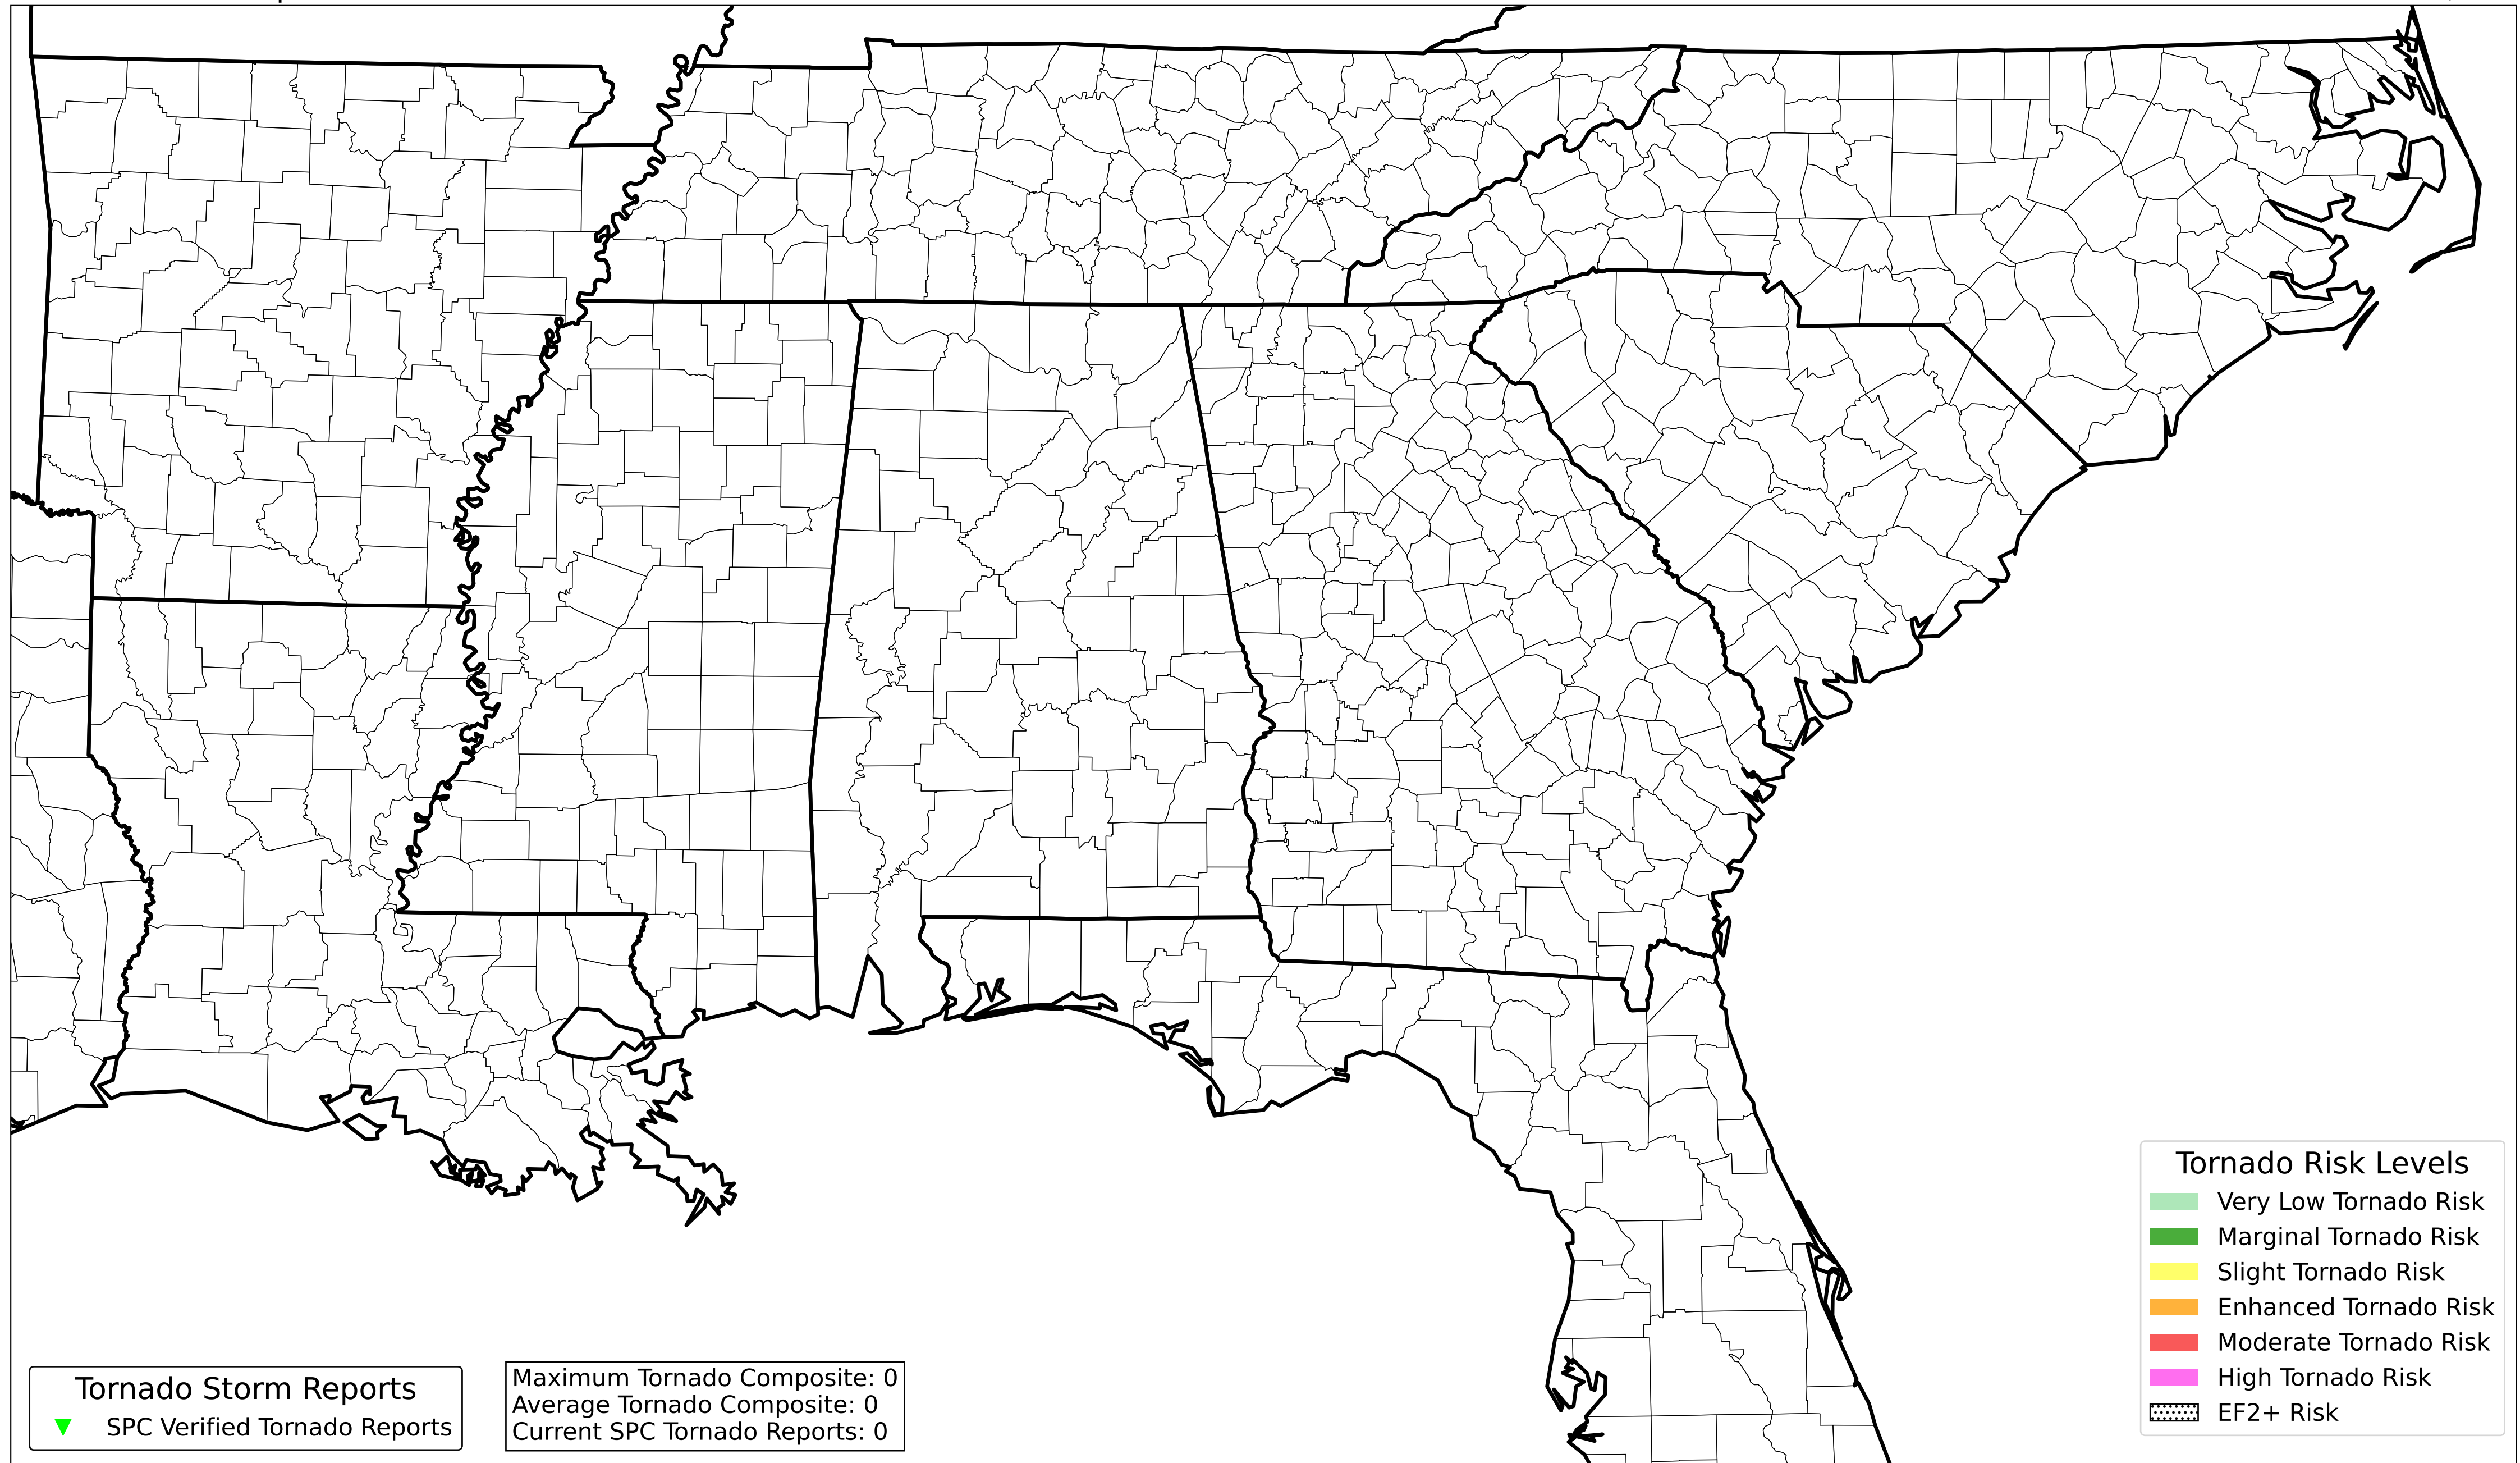 Tornado Risk Levels
Very Low Tornado Risk
Marginal Tornado Risk
Slight Tornado Risk
Enhanced Tornado Risk
Moderate Tornado Risk
High Tornado Risk
EF2+ Risk
Tornado Storm Reports
SPC Verified Tornado Reports
Maximum Tornado Composite: 0
Average Tornado Composite: 0
Current SPC Tornado Reports: 0